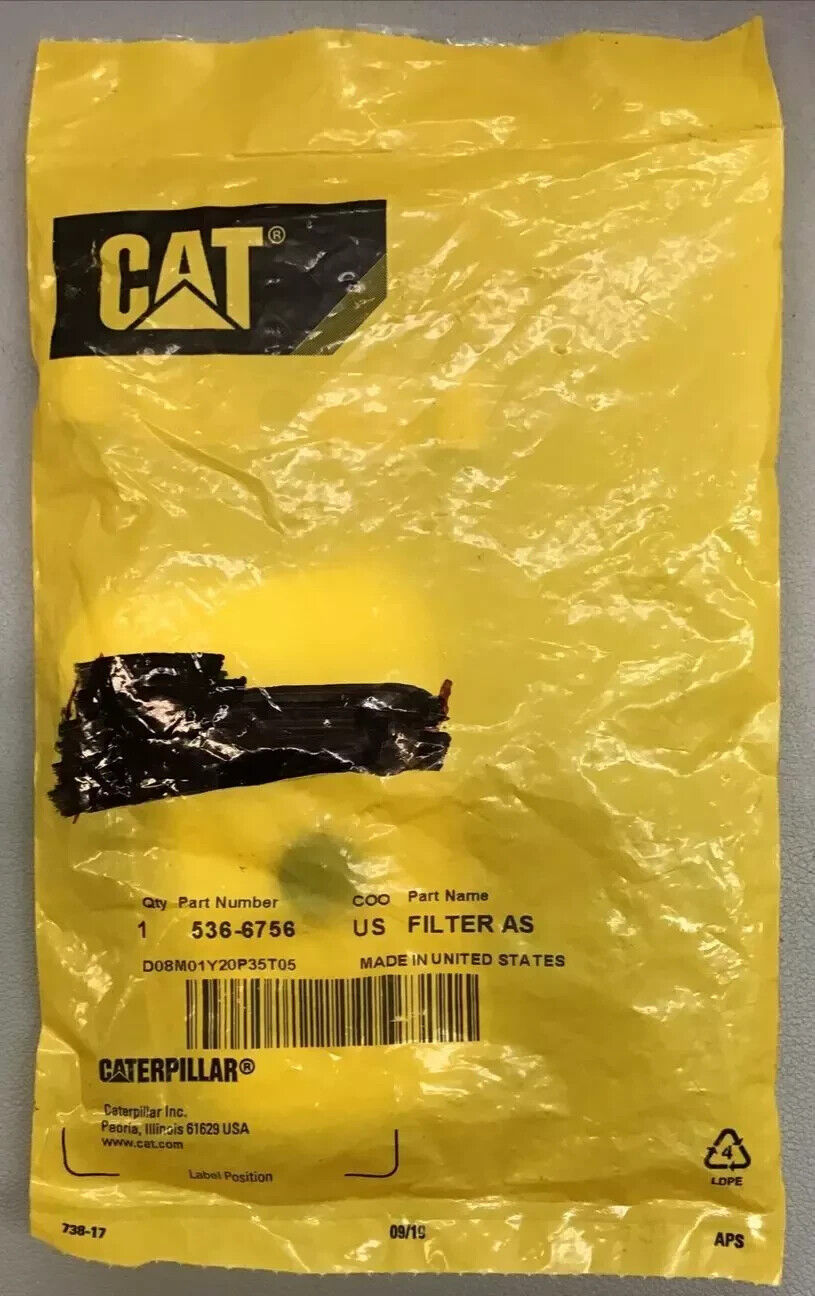 CAT®
Qty Part Number COO Part Name
1 536-6756 US FILTER AS
D08M01Y20P35T05 MADE IN UNITED STATES
CATERPILLAR®
Caterpillar Inc.
Peoria, Illinois 61629 USA
www.cat.com
Label Position
4
LDPE
738-17 09/19 APS